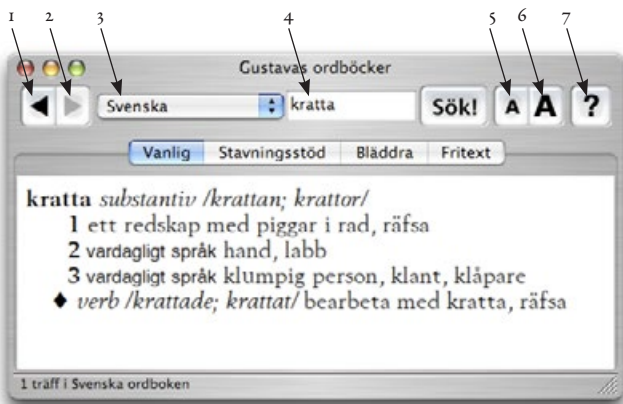 1 2 3 4 5 6 7
Gustavas ordböcker
Svenska kratta Sök! A A ?
Vanlig Stavningsstöd Bläddra Fritext
kratta substantiv /krattan; krattor/
1 ett redskap med piggar i rad, räfsa
2 vardagligt språk hand, labb
3 vardagligt språk klumpig person, klant, klåpare
♦ verb /krattade; krattat/ bearbeta med kratta, räfsa
1 träff i Svenska ordboken